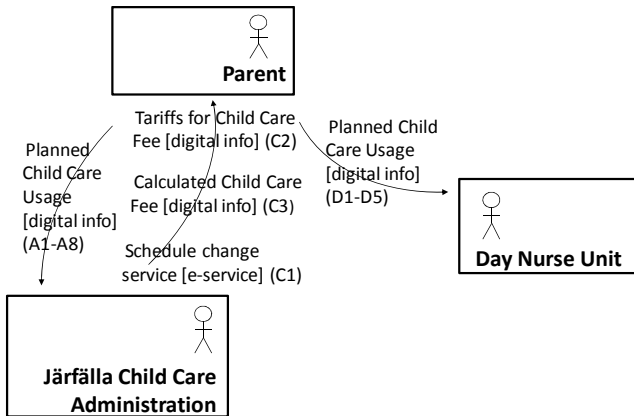 Parent
Tariffs for Child Care
Fee [digital info] (C2)
Calculated Child Care
Fee [digital info] (C3)
Schedule change
service [e-service] (C1)
Planned
Child Care
Usage
[digital info]
(A1-A8)
Planned Child
Care Usage
[digital info]
(D1-D5)
Day Nurse Unit
Järfälla Child Care
Administration